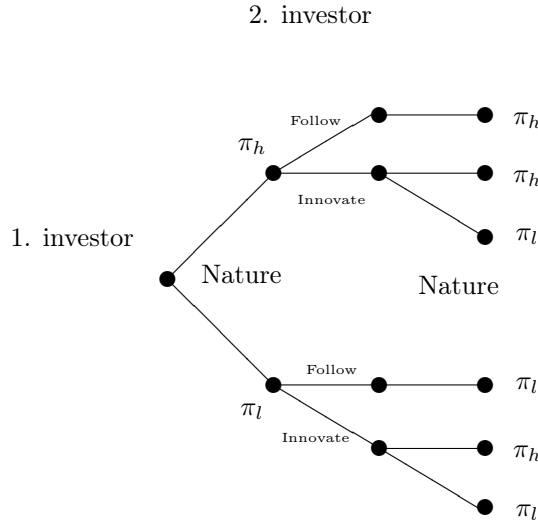 2. investor
Follow
π_h
π_h
Innovate
π_h
π_l
1. investor
Nature
Nature
Follow
π_l
π_l
Innovate
π_h
π_l